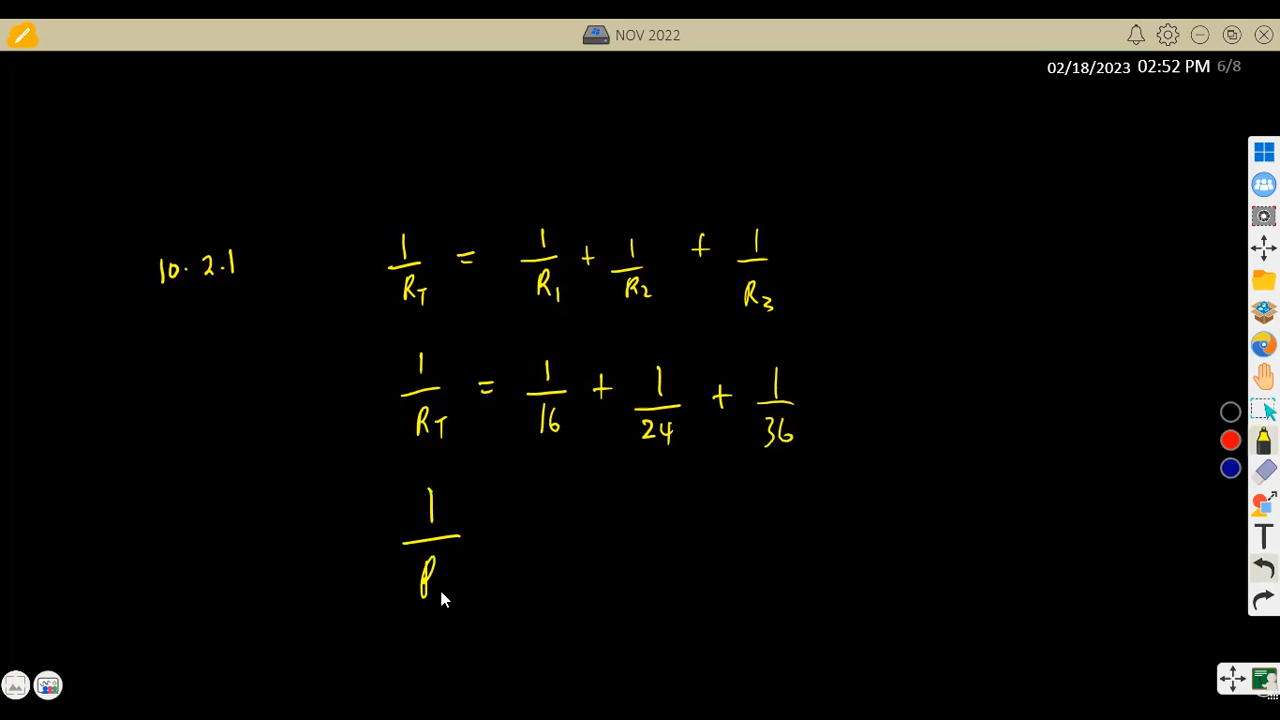 NOV 2022
02/18/2023 02:52 PM 6/8
10.2.1 1/R_T = 1/R_1 + 1/R_2 + 1/R_3
1/R_T = 1/16 + 1/24 + 1/36
1/R
T